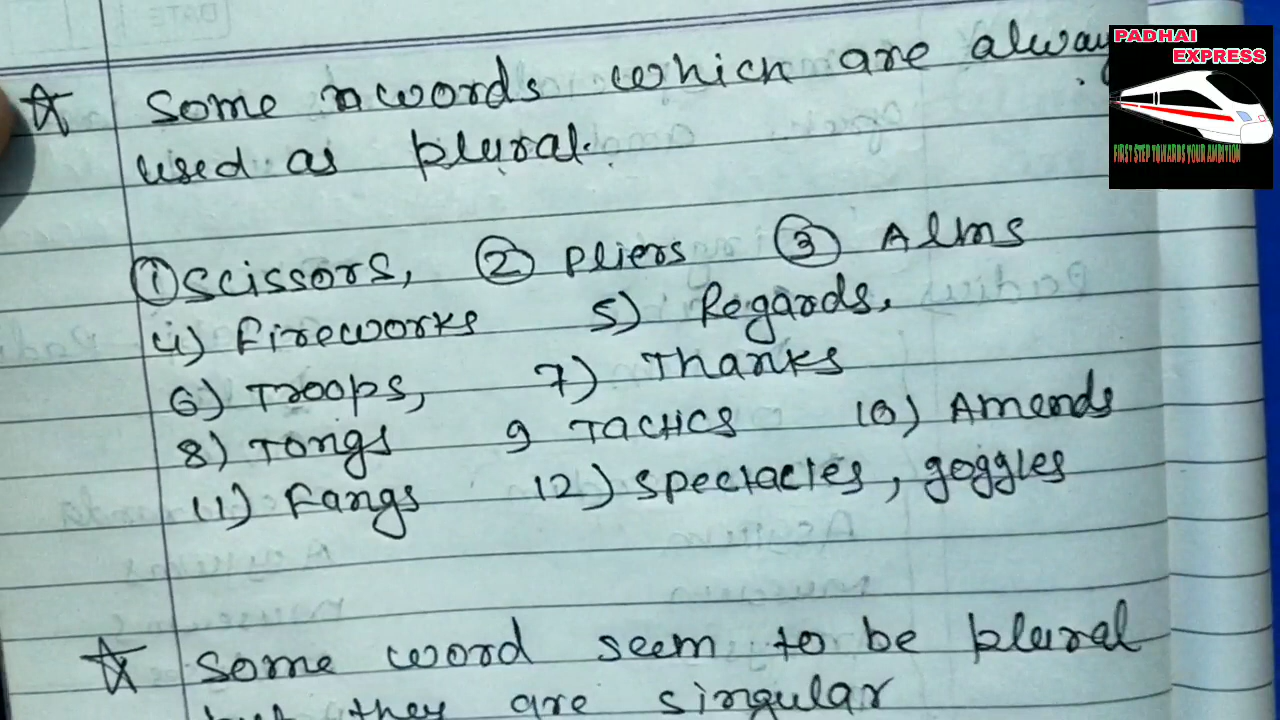 PADHAI
EXPRESS
FIRST STEP TOWARDS YOUR AMBITION
☆ Some words which are alway
used as plural.
① Scissors, ② Pliers ③ Alms
4) Fireworks 5) Regards,
6) Troops, 7) Thanks
8) Tongs 9 Tactics 10) Amends
11) Fangs 12) Spectacles, goggles
☆ Some word seem to be plural
but they are singular